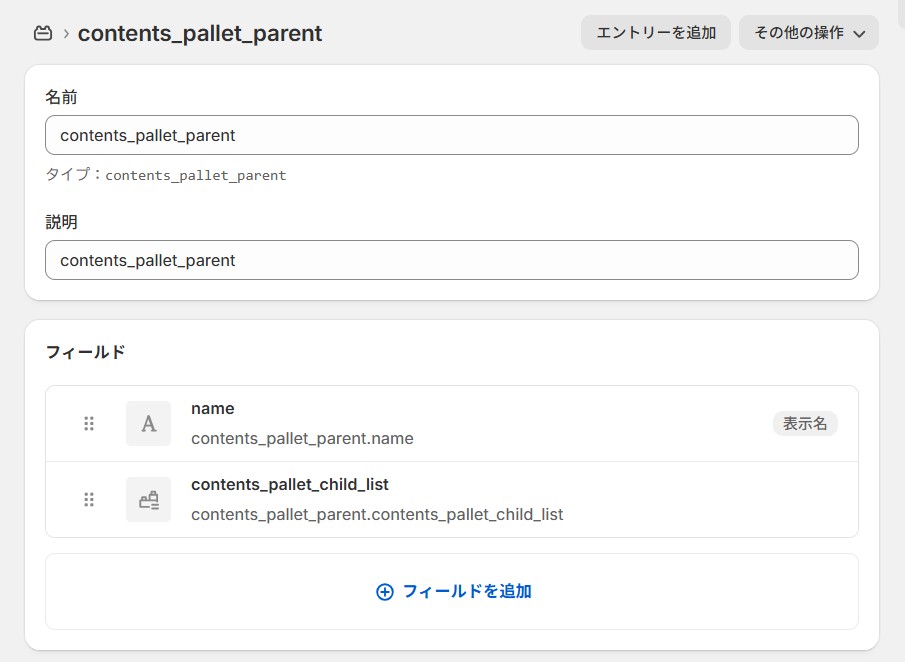 contents_pallet_parent
エントリーを追加
その他の操作
名前
contents_pallet_parent
タイプ：contents_pallet_parent
説明
contents_pallet_parent
フィールド
name
表示名
contents_pallet_parent.name
contents_pallet_child_list
contents_pallet_parent.contents_pallet_child_list
フィールドを追加